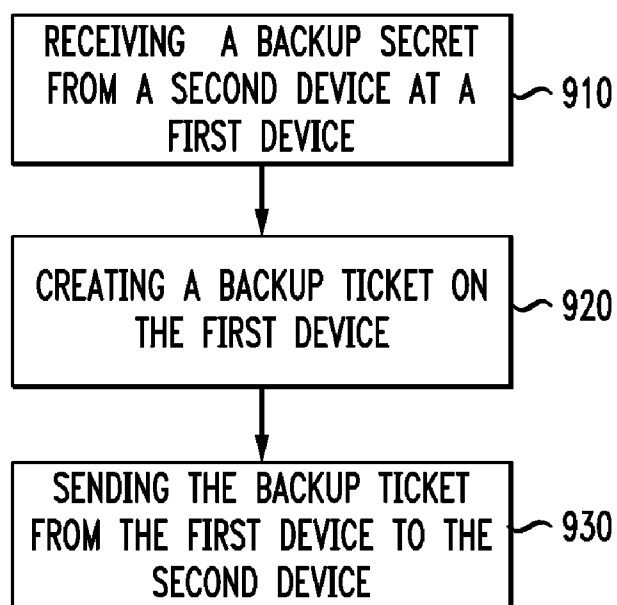 RECEIVING A BACKUP SECRET
FROM A SECOND DEVICE AT A
FIRST DEVICE
910
CREATING A BACKUP TICKET ON
THE FIRST DEVICE
920
SENDING THE BACKUP TICKET
FROM THE FIRST DEVICE TO THE
SECOND DEVICE
930